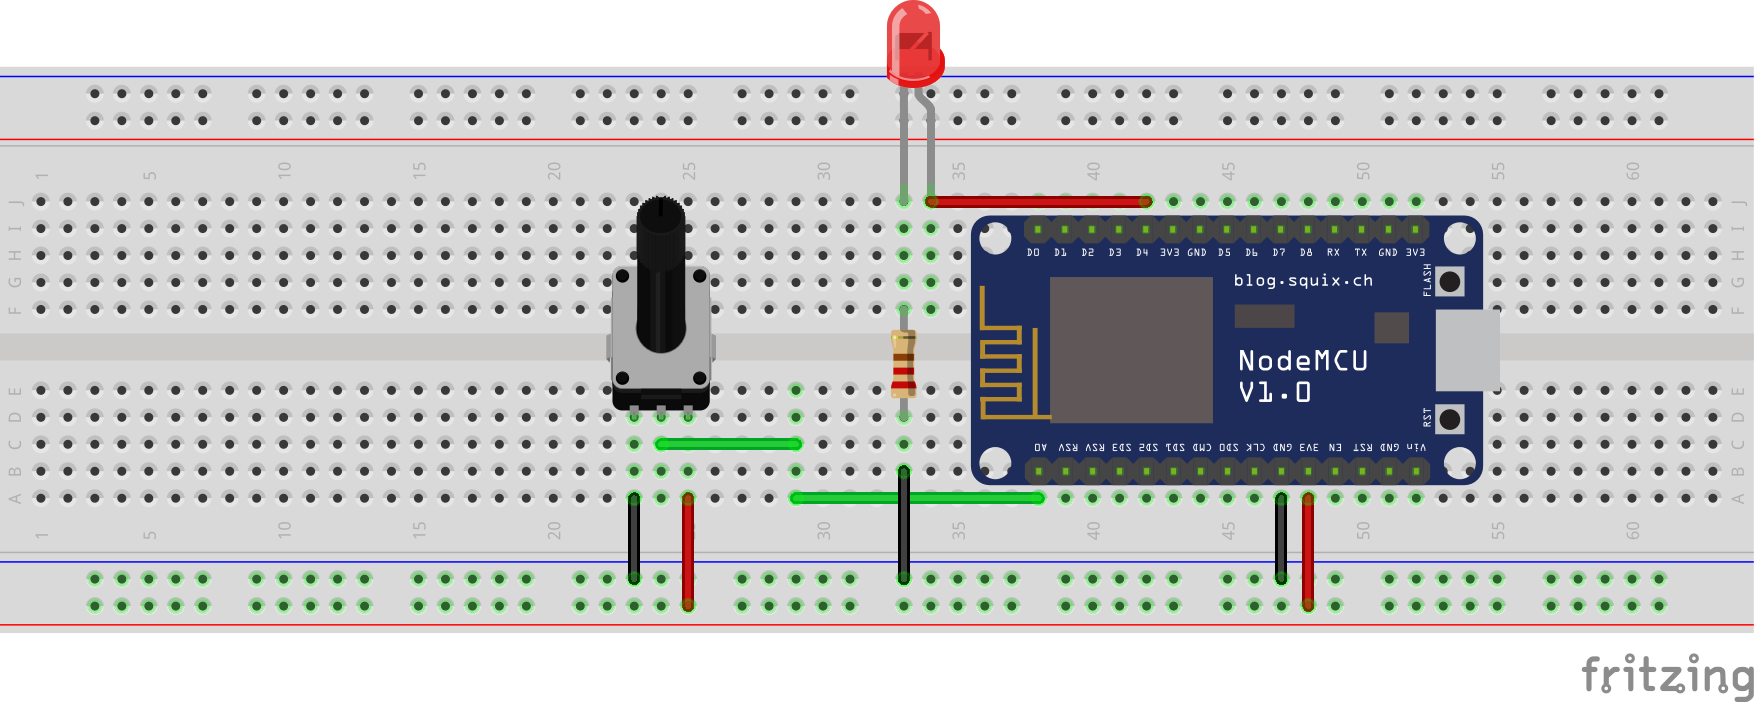 1 5 10 15 20 25 30 35 40 45 50 55 60
J J
I I
D0 D1 D2 D3 D4 3V3 GND D5 D6 D7 D8 RX TX GND 3V3
H H
FLASH
blog.squix.ch
G G
F F
NodeMCU
V1.0
E E
RST
D D
A0 RSV RSV SD3 SD2 SD1 CMD SD0 CLK GND 3V3 EN RST GND Vin
C C
B B
A A
1 5 10 15 20 25 30 35 40 45 50 55 60
fritzing